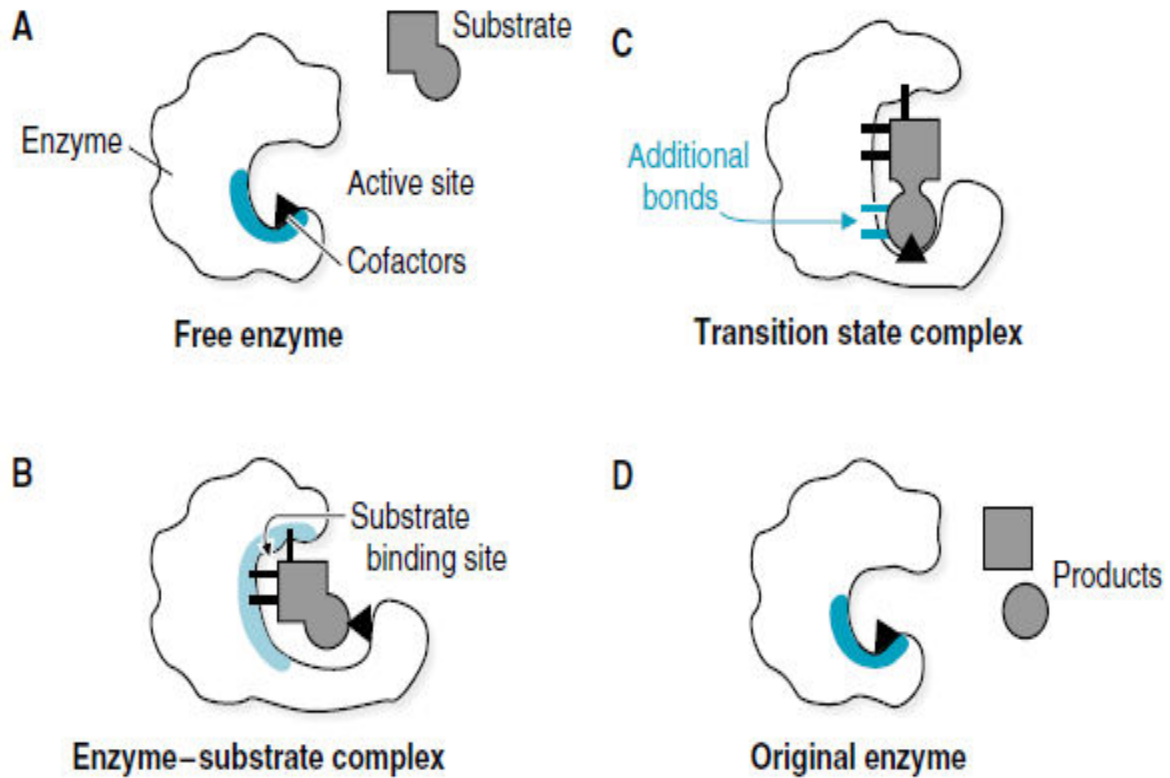 A
Substrate
Enzyme
Active site
Cofactors
Free enzyme
C
Additional
bonds
Transition state complex
B
Substrate
binding site
Enzyme–substrate complex
D
Products
Original enzyme